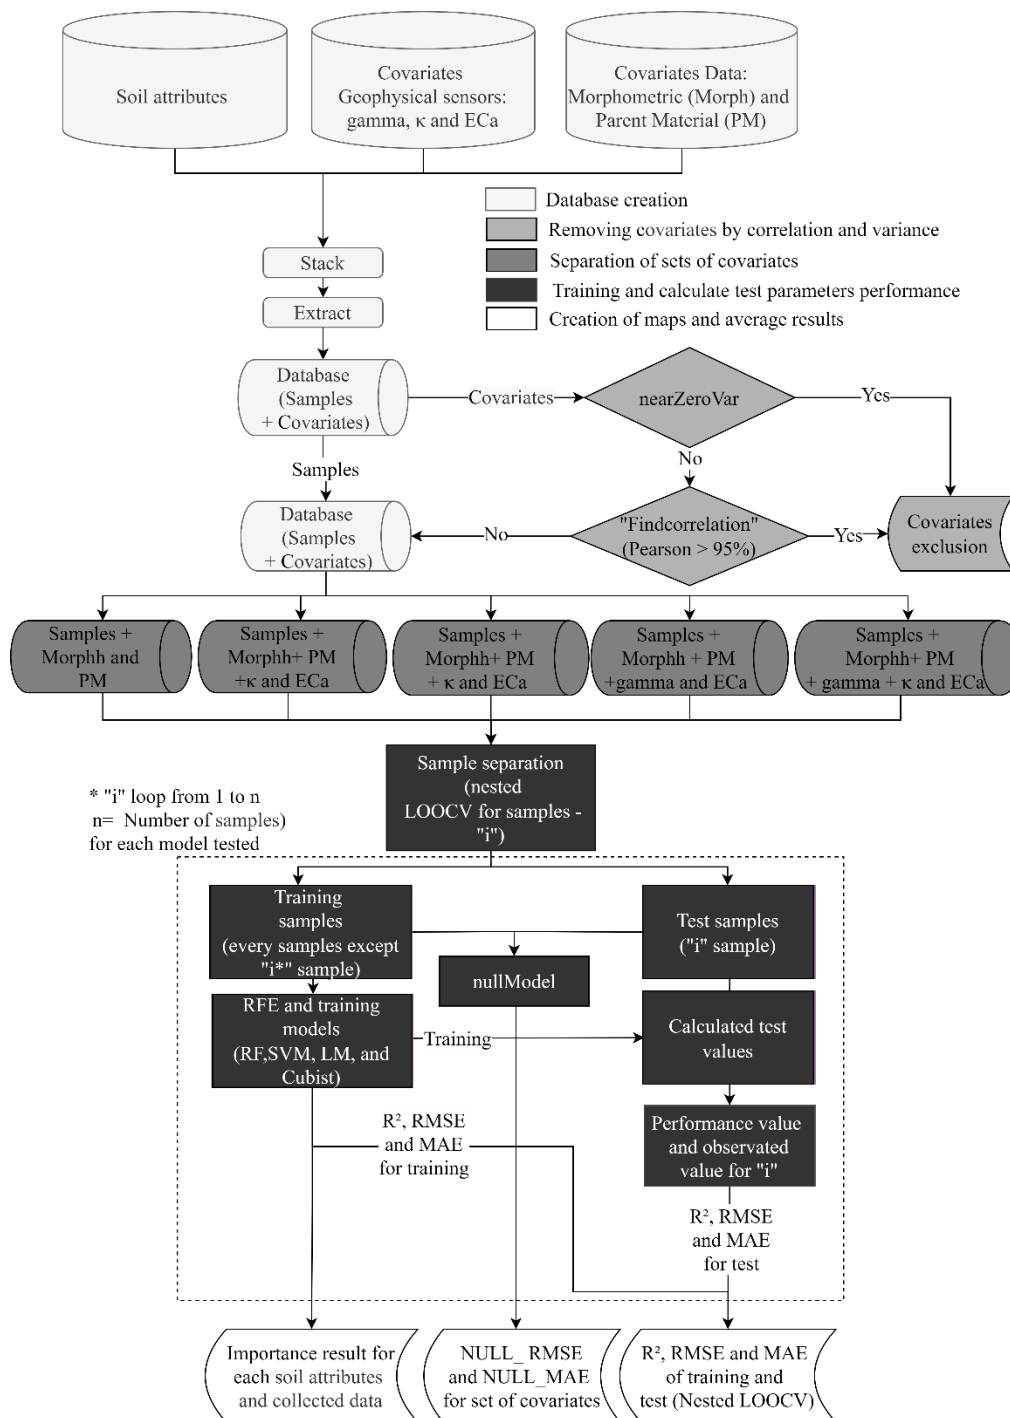 Soil attributes
Covariates
Geophysical sensors:
gamma, κ and ECa
Covariates Data:
Morphometric (Morph) and
Parent Material (PM)
Database creation
Removing covariates by correlation and variance
Separation of sets of covariates
Training and calculate test parameters performance
Creation of maps and average results
Stack
Extract
Database
(Samples
+ Covariates)
Covariates
nearZeroVar
Yes
No
Samples
Database
(Samples
+ Covariates)
No
"Findcorrelation"
(Pearson > 95%)
Yes
Covariates
exclusion
Samples +
Morphh and
PM
Samples +
Morphh+ PM
+κ and ECa
Samples +
Morphh+ PM
+ κ and ECa
Samples +
Morphh + PM
+gamma and ECa
Samples +
Morphh+ PM
+ gamma + κ and ECa
Sample separation
(nested
LOOCV for samples -
"i")
* "i" loop from 1 to n
n= Number of samples)
for each model tested
Training
samples
(every samples except
"i*" sample)
Test samples
("i" sample)
nullModel
RFE and training
models
(RF,SVM, LM, and
Cubist)
Training
Calculated test
values
R², RMSE
and MAE
for training
Performance value
and observated
value for "i"
R², RMSE
and MAE
for test
Importance result for
each soil attributes
and collected data
NULL_ RMSE
and NULL_MAE
for set of covariates
R², RMSE and MAE
of training and
test (Nested LOOCV)